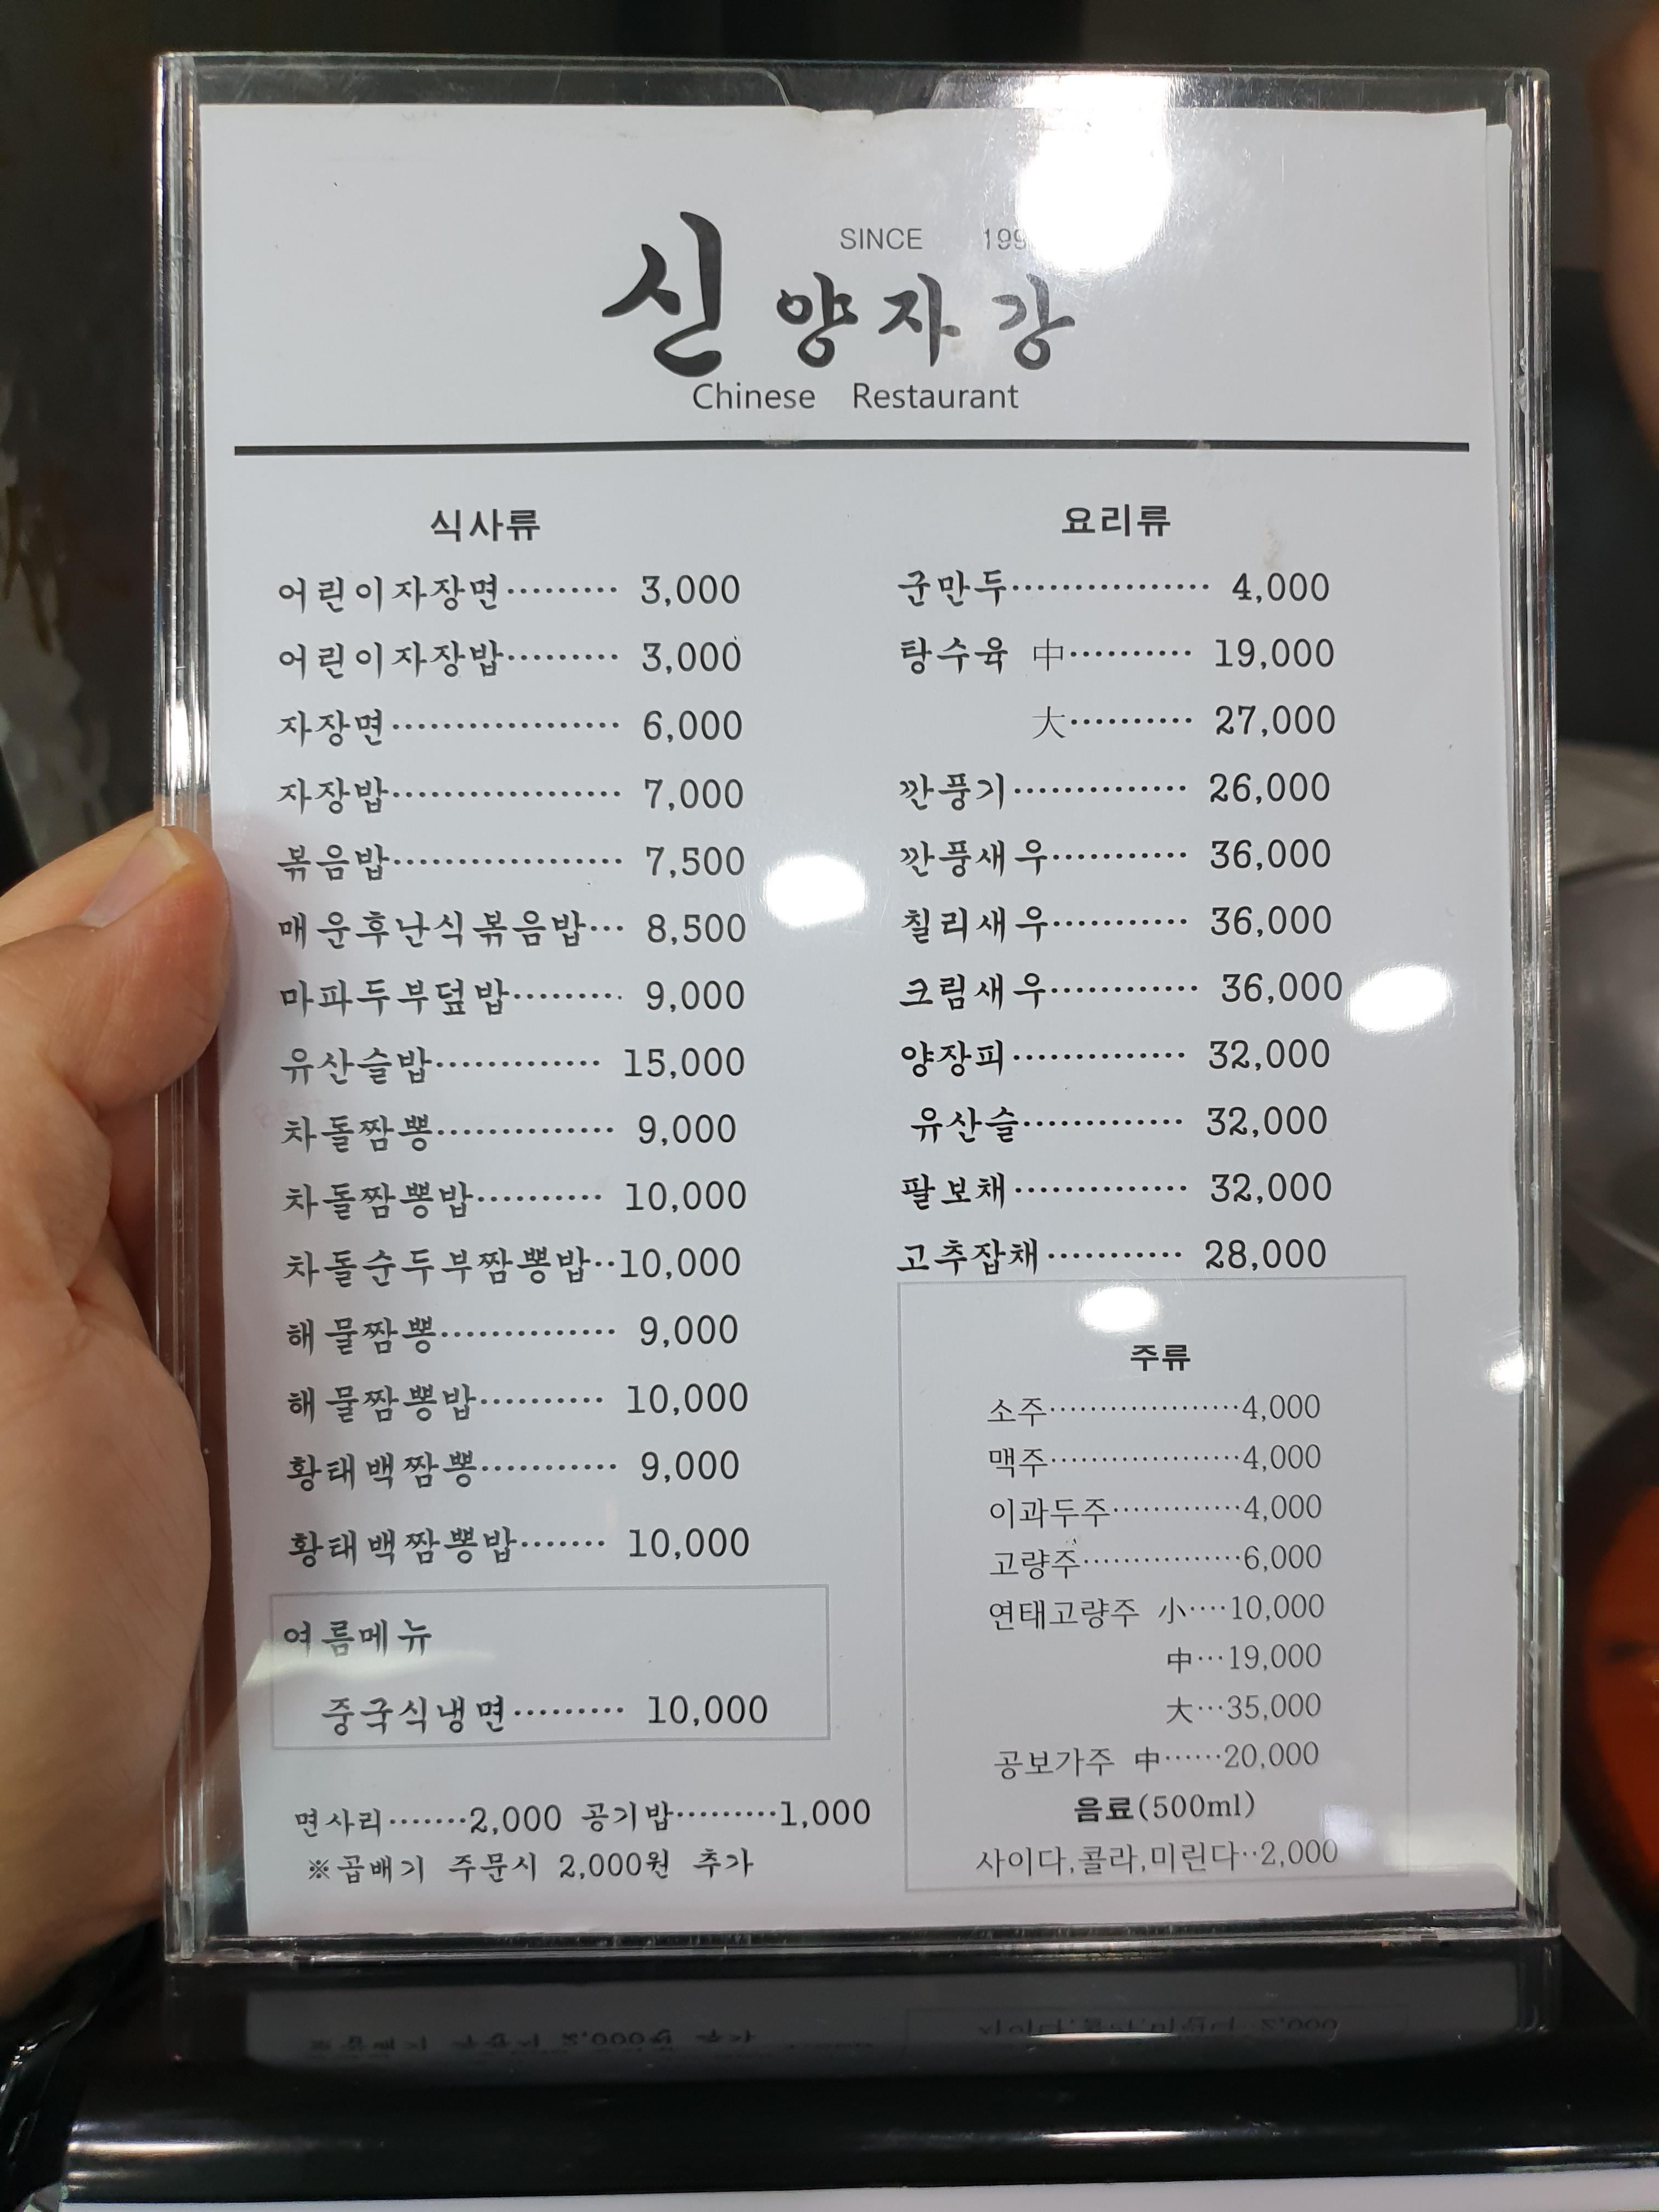 SINCE
신양자강
Chinese Restaurant
식사류
어린이자장면········· 3,000
어린이자장밥········· 3,000
자장면·················· 6,000
자장밥·················· 7,000
볶음밥·················· 7,500
매운후난식볶음밥··· 8,500
마파두부덮밥········· 9,000
유산슬밥············· 15,000
차돌짬뽕·············· 9,000
차돌짬뽕밥·········· 10,000
차돌순두부짬뽕밥··10,000
해물짬뽕·············· 9,000
해물짬뽕밥·········· 10,000
황태백짬뽕··········· 9,000
황태백짬뽕밥······· 10,000
여름메뉴
중국식냉면········· 10,000
면사리·······2,000 공기밥·········1,000
※곱배기 주문시 2,000원 추가
요리류
군만두················ 4,000
탕수육 中·········· 19,000
大·········· 27,000
깐풍기·············· 26,000
깐풍새우··········· 36,000
칠리새우··········· 36,000
크림새우············ 36,000
양장피·············· 32,000
유산슬············· 32,000
팔보채·············· 32,000
고추잡채··········· 28,000
주류
소주···················4,000
맥주···················4,000
이과두주·············4,000
고량주················6,000
연태고량주 小····10,000
中···19,000
大···35,000
공보가주 中······20,000
음료(500ml)
사이다,콜라,미린다··2,000